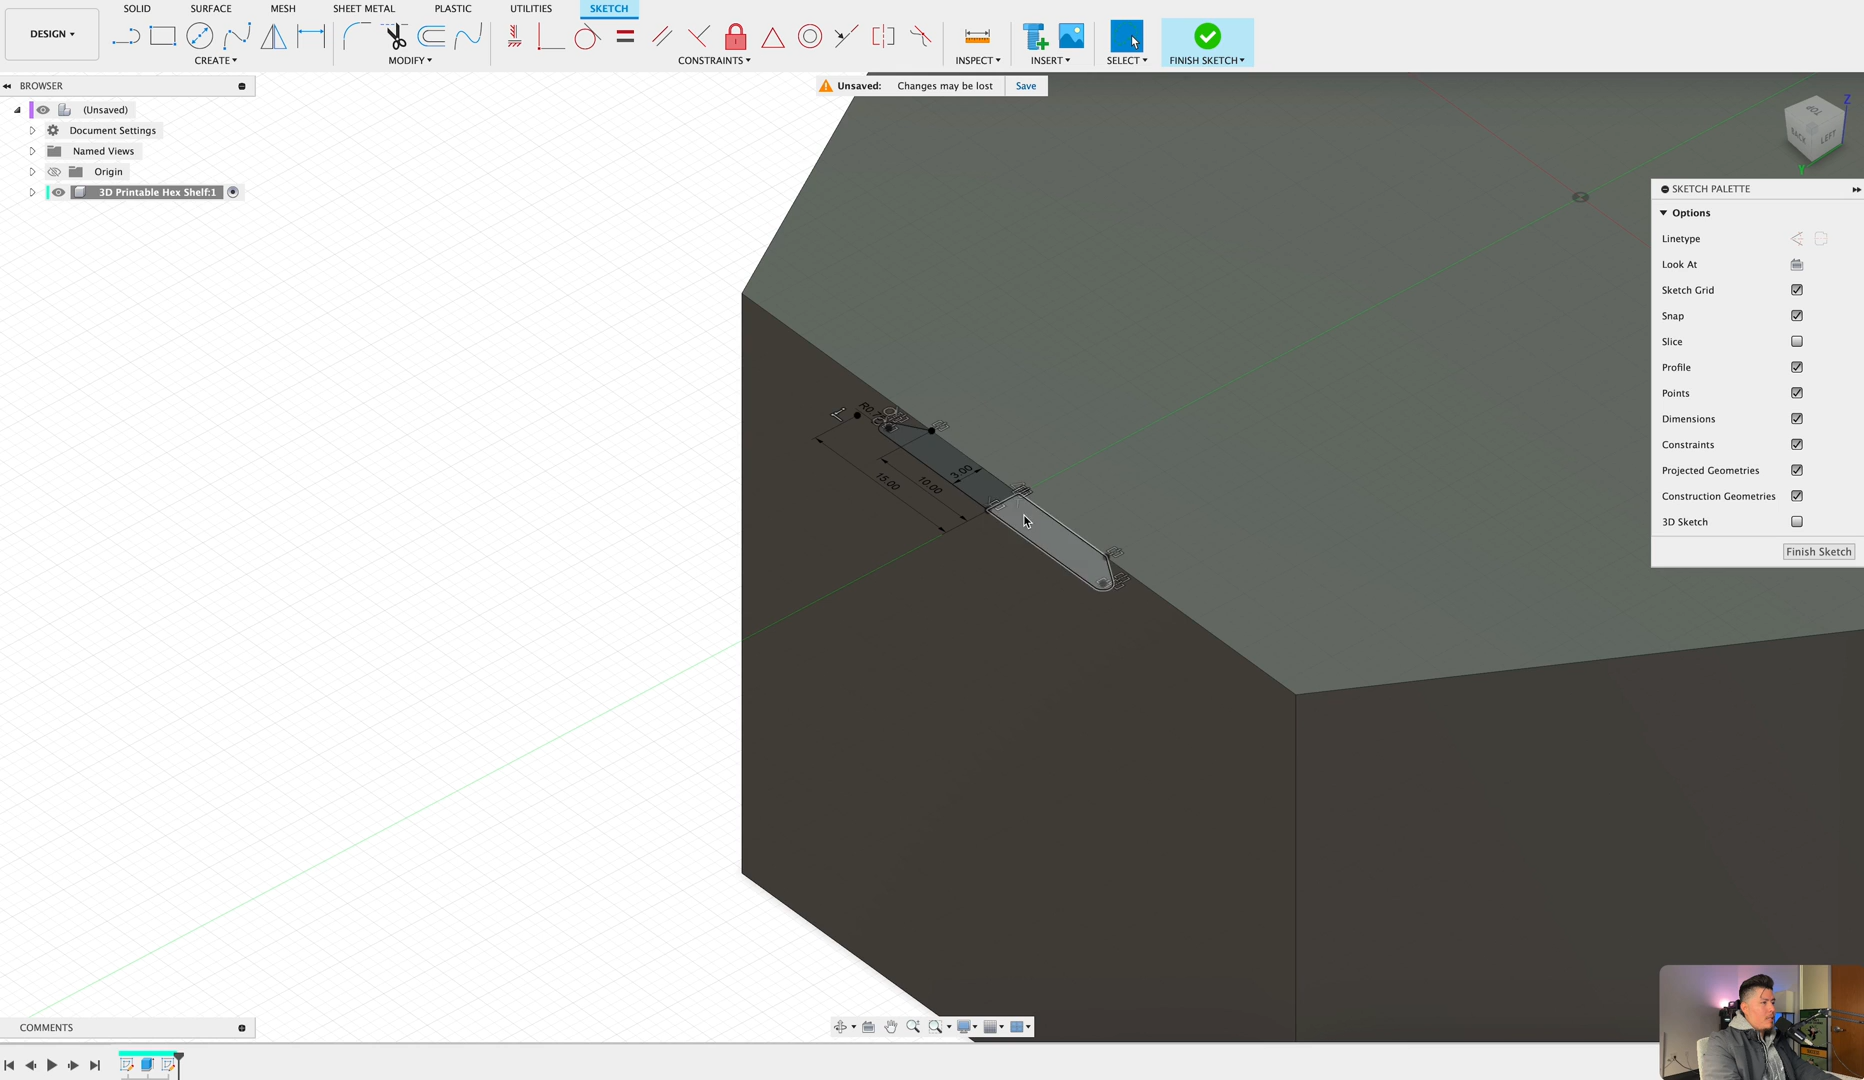 SOLID SURFACE MESH SHEET METAL PLASTIC UTILITIES SKETCH
DESIGN
CREATE MODIFY CONSTRAINTS INSPECT INSERT SELECT FINISH SKETCH
BROWSER
Unsaved: Changes may be lost Save
(Unsaved)
Document Settings
Named Views
Origin
3D Printable Hex Shelf:1
Z
TOP
BACK LEFT
Y
SKETCH PALETTE
Options
Linetype
Look At
Sketch Grid
Snap
Slice
Profile
Points
Dimensions
Constraints
Projected Geometries
Construction Geometries
3D Sketch
Finish Sketch
3.00
15.00
10.00
COMMENTS